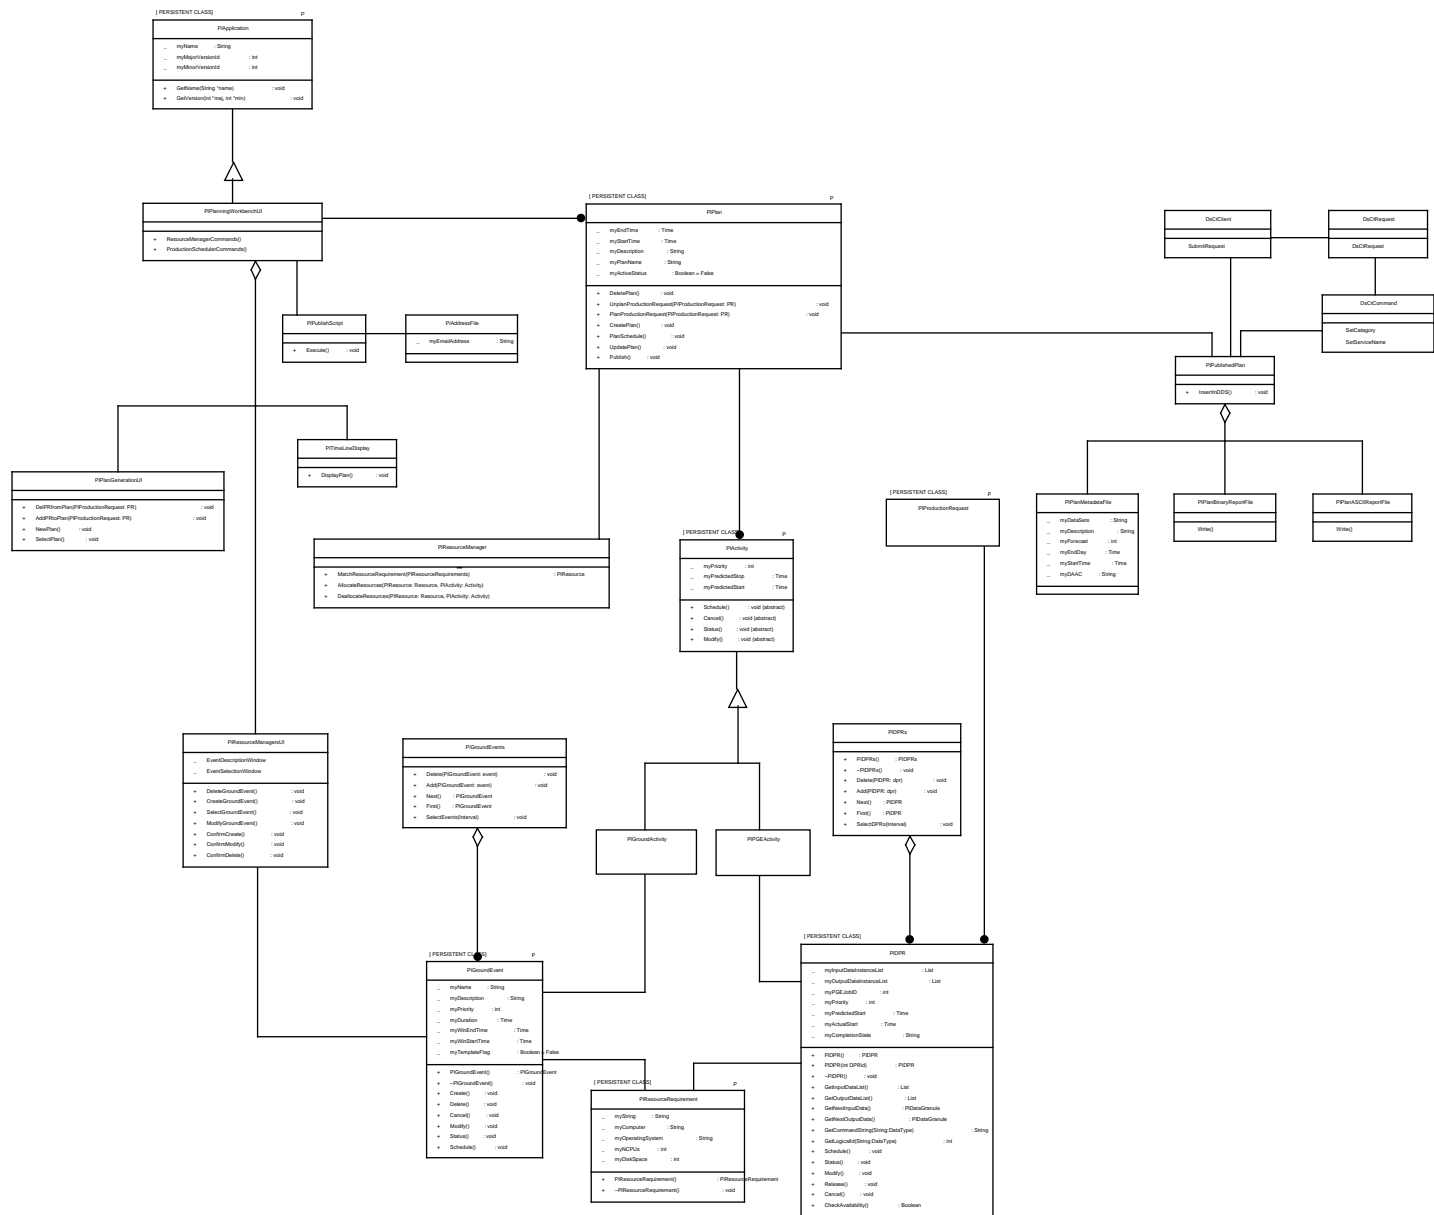 [ PERSISTENT CLASS] P
PlApplication
_ myName : String
_ myMajorVersionId : int
_ myMinorVersionId : int
+ GetName(String *name) : void
+ GetVersion(int *maj, int *min) : void
PlPlanningWorkbenchUI
+ ResourceManagerCommands()
+ ProductionSchedulerCommands()
[ PERSISTENT CLASS] P
PlPlan
_ myEndTime : Time
_ myStartTime : Time
_ myDescription : String
_ myPlanName : String
_ myActiveStatus : Boolean = False
+ DeletePlan() : void
+ UnplanProductionRequest(PlProductionRequest: PR) : void
+ PlanProductionRequest(PlProductionRequest: PR) : void
+ CreatePlan() : void
+ PlanSchedule() : void
+ UpdatePlan() : void
+ Publish() : void
DsClClient
SubmitRequest
DsClRequest
DsClRequest
DsClCommand
SetCatagory
SetServiceName
PlPublishScript
+ Execute() : void
PlAddressFile
_ myEmailAddress : String
PlPublishedPlan
+ InsertInDDS() : void
PlTimeLineDisplay
+ DisplayPlan() : void
PlPlanGenerationUI
+ DelPRfromPlan(PlProductionRequest: PR) : void
+ AddPRtoPlan(PlProductionRequest: PR) : void
+ NewPlan() : void
+ SelectPlan() : void
[ PERSISTENT CLASS] P
PlProductionRequest
PlPlanMetadataFile
_ myDataSets : String
_ myDescription : String
_ myForecast : int
_ myEndDay : Time
_ myStartTime : Time
_ myDAAC : String
PlPlanBinaryReportFile
Write()
PlPlanASCIIReportFile
Write()
PlResourceManager
+ MatchResourceRequirement(PlResourceRequirements) : PlResource
+ AllocateResources(PlResource: Resource, PlActivity: Activity)
+ DeallocateResources(PlResource: Resource, PlActivity: Activity)
[ PERSISTENT CLASS] P
PlActivity
_ myPriority : int
_ myPredictedStop : Time
_ myPredictedStart : Time
+ Schedule() : void {abstract}
+ Cancel() : void {abstract}
+ Status() : void {abstract}
+ Modify() : void {abstract}
PlResourceManagersUI
_ EventDescriptionWindow
_ EventSelectionWindow
+ DeleteGroundEvent() : void
+ CreateGroundEvent() : void
+ SelectGroundEvent() : void
+ ModifyGroundEvent() : void
+ ConfirmCreate() : void
+ ConfirmModify() : void
+ ConfirmDelete() : void
PlGroundEvents
+ Delete(PlGroundEvent: event) : void
+ Add(PlGroundEvent: event) : void
+ Next() : PlGroundEvent
+ First() : PlGroundEvent
+ SelectEvents(Interval) : void
PlDPRs
+ PlDPRs() : PlDPRs
+ ~PlDPRs() : void
+ Delete(PlDPR: dpr) : void
+ Add(PlDPR: dpr) : void
+ Next() : PlDPR
+ First() : PlDPR
+ SelectDPRs(Interval) : void
PlGroundActivity
PlPGEActivity
[ PERSISTENT CLASS] P
PlGroundEvent
_ myName : String
_ myDescription : String
_ myPriority : int
_ myDuration : Time
_ myWinEndTime : Time
_ myWinStartTime : Time
_ myTemplateFlag : Boolean = False
+ PlGroundEvent() : PlGroundEvent
+ ~PlGroundEvent() : void
+ Create() : void
+ Delete() : void
+ Cancel() : void
+ Modify() : void
+ Status() : void
+ Schedule() : void
[ PERSISTENT CLASS]
PlDPR
_ myInputDataInstanceList : List
_ myOutputDataInstanceList : List
_ myPGEJobID : int
_ myPriority : int
_ myPredictedStart : Time
_ myActualStart : Time
_ myCompletionState : String
+ PlDPR() : PlDPR
+ PlDPR(int DPRid) : PlDPR
+ ~PlDPR() : void
+ GetInputDataList() : List
+ GetOutputDataList() : List
+ GetNextInputData() : PlDataGranule
+ GetNextOutputData() : PlDataGranule
+ GetCommandString(String:DataType) : String
+ GetLogicalId(String:DataType) : int
+ Schedule() : void
+ Status() : void
+ Modify() : void
+ Release() : void
+ Cancel() : void
+ CheckAvailability() : Boolean
[ PERSISTENT CLASS] P
PlResourceRequirement
_ myString : String
_ myComputer : String
_ myOperatingSystem : String
_ myNCPUs : int
_ myDiskSpace : int
+ PlResourceRequirement() : PlResourceRequirement
+ ~PlResourceRequirement() : void